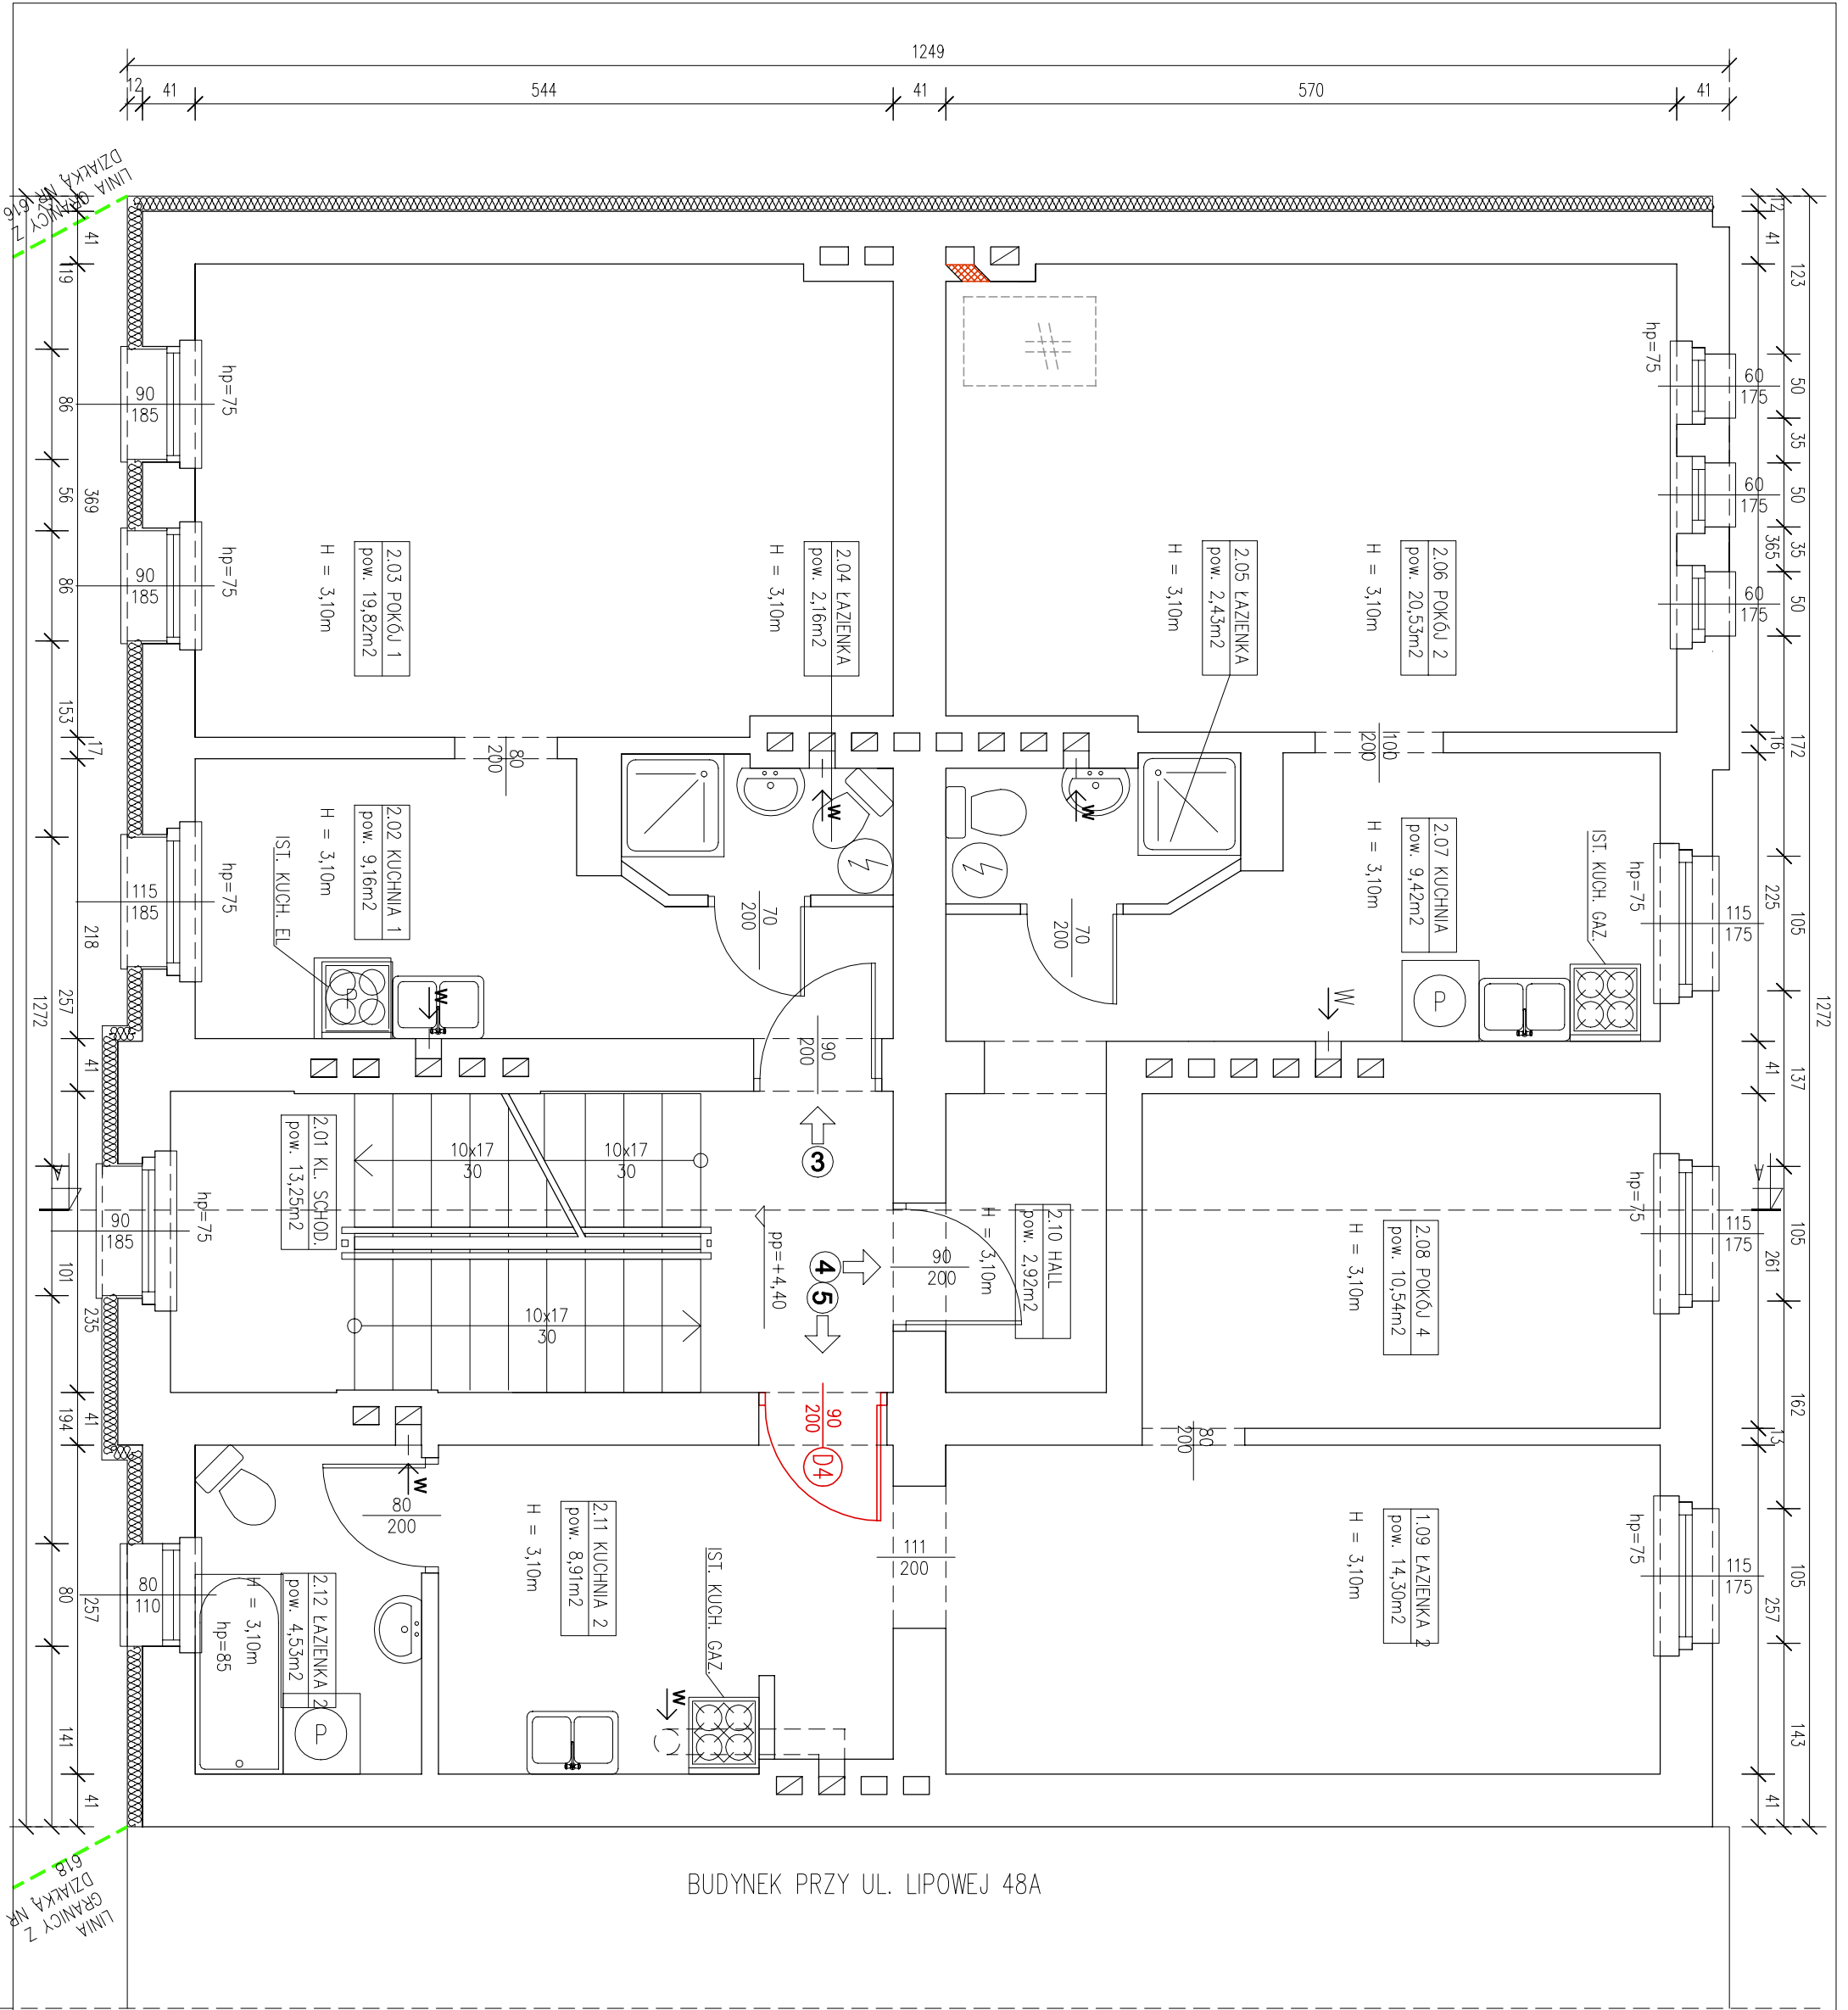 1249
12
41
544
41
570
41
LINIA GRANICY Z
DZIAŁKĄ NR 616
41
119
86
369
56
86
153
17
218
257
1272
41
101
235
194
41
80
257
141
41
12
41
123
50
35
50
365
35
50
172
16
225
105
1272
41
137
105
261
162
13
105
257
143
41
hp=75
90
185
hp=75
90
185
hp=75
115
185
hp=75
90
185
80
110
hp=85
hp=75
60
175
60
175
60
175
hp=75
115
175
hp=75
115
175
hp=75
115
175
2.03 POKÓJ 1
pow. 19,82m2
H = 3,10m
2.04 ŁAZIENKA
pow. 2,16m2
H = 3,10m
2.05 ŁAZIENKA
pow. 2,43m2
H = 3,10m
2.06 POKÓJ 2
pow. 20,53m2
H = 3,10m
80
200
100
200
W
W
2.02 KUCHNIA 1
pow. 9,16m2
H = 3,10m
IST. KUCH. EL.
P
W
70
200
70
200
2.07 KUCHNIA
pow. 9,42m2
H = 3,10m
IST. KUCH. GAZ.
P
W
90
200
3
2.01 KL. SCHOD.
pow. 13,25m2
10x17
30
10x17
30
10x17
30
pp=+4,40
4
5
90
200
2.10 HALL
pow. 2,92m2
H = 3,10m
2.08 POKÓJ 4
pow. 10,54m2
H = 3,10m
A
A
90
200
D4
80
200
W
80
200
111
200
2.11 KUCHNIA 2
pow. 8,91m2
H = 3,10m
IST. KUCH. GAZ.
W
2.12 ŁAZIENKA 2
pow. 4,53m2
H = 3,10m
P
1.09 ŁAZIENKA 2
pow. 14,30m2
H = 3,10m
LINIA
GRANICY Z
DZIAŁKĄ NR
618
BUDYNEK PRZY UL. LIPOWEJ 48A